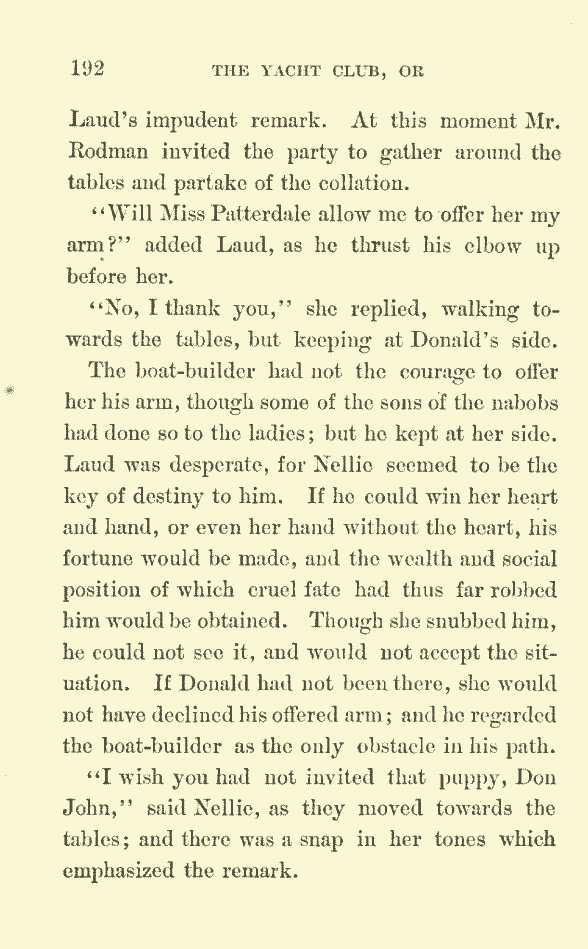 192 THE YACHT CLUB, OR
Laud's impudent remark. At this moment Mr.
Rodman invited the party to gather around the
tables and partake of the collation.
"Will Miss Patterdale allow me to offer her my
arm?" added Laud, as he thrust his elbow up
before her.
"No, I thank you," she replied, walking to-
wards the tables, but keeping at Donald's side.
The boat-builder had not the courage to offer
her his arm, though some of the sons of the nabobs
had done so to the ladies; but he kept at her side.
Laud was desperate, for Nellie seemed to be the
key of destiny to him. If he could win her heart
and hand, or even her hand without the heart, his
fortune would be made, and the wealth and social
position of which cruel fate had thus far robbed
him would be obtained. Though she snubbed him,
he could not see it, and would not accept the sit-
uation. If Donald had not been there, she would
not have declined his offered arm; and he regarded
the boat-builder as the only obstacle in his path.
"I wish you had not invited that puppy, Don
John," said Nellie, as they moved towards the
tables; and there was a snap in her tones which
emphasized the remark.